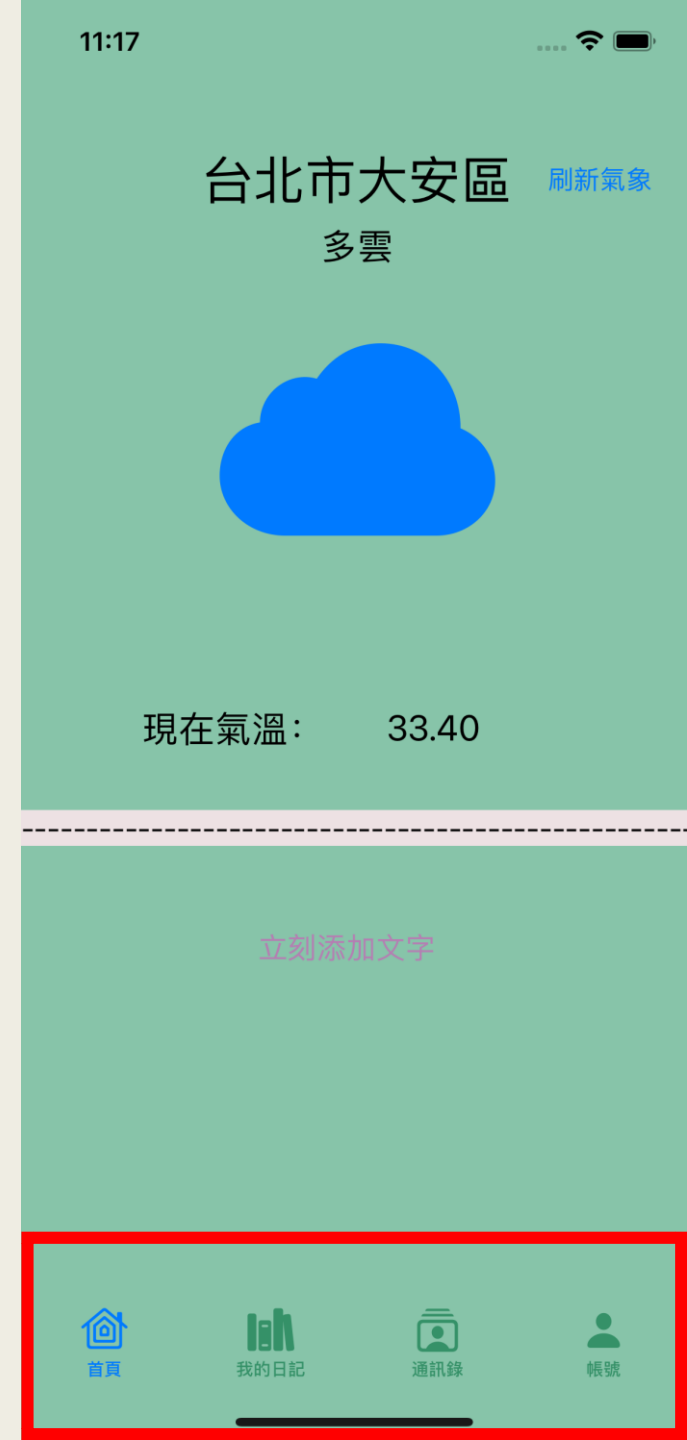 11:17
台北市大安區
刷新氣象
多雲
現在氣溫：
33.40
立刻添加文字
首頁
我的日記
通訊錄
帳號